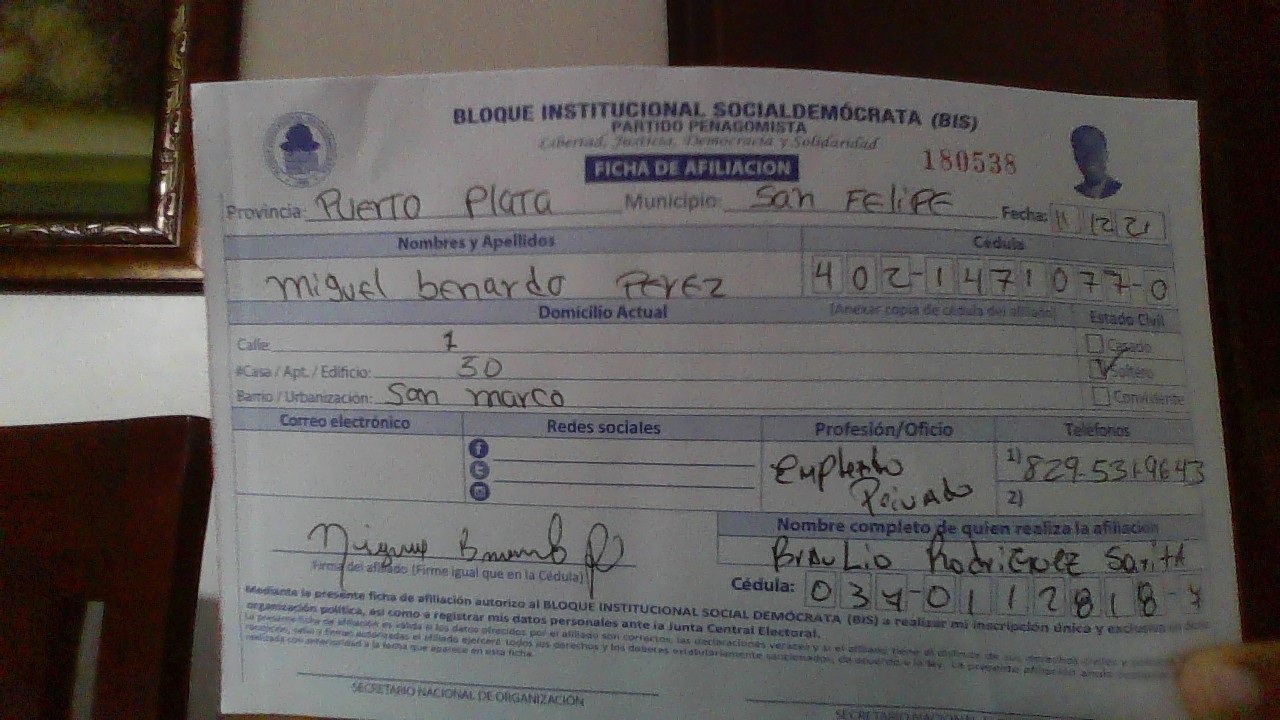 BLOQUE INSTITUCIONAL SOCIALDEMÓCRATA (BIS)
PARTIDO PEÑAGOMISTA
Libertad, Justicia, Democracia y Solidaridad
FICHA DE AFILIACION 180538
Provincia: Puerto Plata Municipio: San Felipe Fecha: 11 12 21
Nombres y Apellidos Cédula
Miguel benardo Perez 402-1471077-0
Domicilio Actual (Anexar copia de cédula del afiliado) Estado Civil
Calle: 1 Casado
#Casa / Apt. / Edificio: 30 Soltero
Barrio / Urbanización: San marco Conviviente
Correo electrónico Redes sociales Profesión/Oficio Teléfonos
Empleado 1) 829-531-9643
Privado 2)
Nombre completo de quien realiza la afiliación
Braulio Rodriguez Sarita
Firma del afiliado (Firme igual que en la Cédula)
Cédula: 037-0112818-7
Mediante la presente ficha de afiliación autorizo al BLOQUE INSTITUCIONAL SOCIAL DEMÓCRATA (BIS) a realizar mi inscripción única y exclusiva en dicha
organización política, así como a registrar mis datos personales ante la Junta Central Electoral.
SECRETARIO NACIONAL DE ORGANIZACIÓN
SECRETARIO NACIONAL